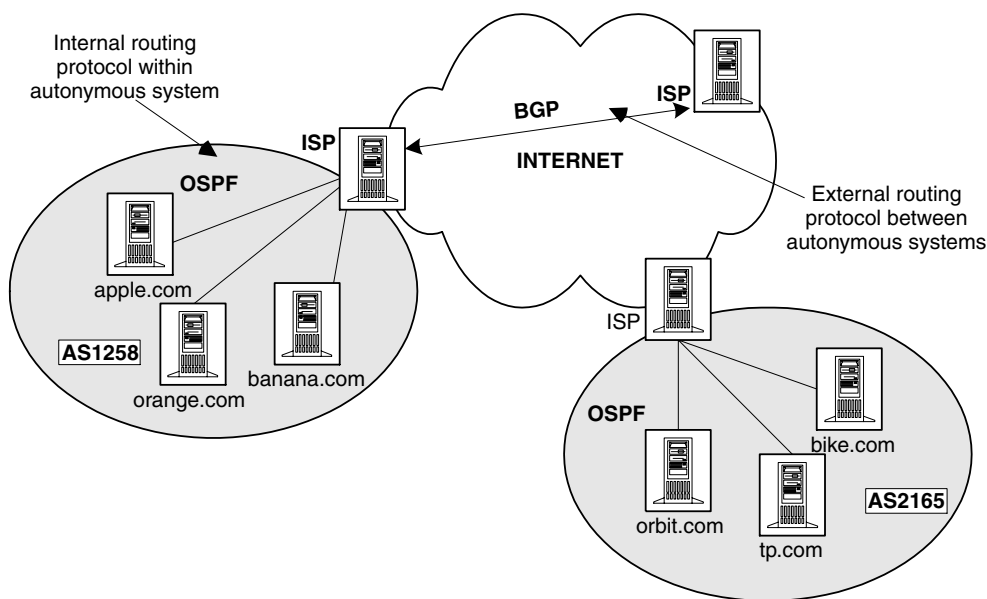 Internal routing
protocol within
autonomous system
ISP
BGP
ISP
INTERNET
OSPF
External routing
protocol between
autonymous systems
apple.com
AS1258
orange.com
banana.com
ISP
OSPF
bike.com
orbit.com
tp.com
AS2165